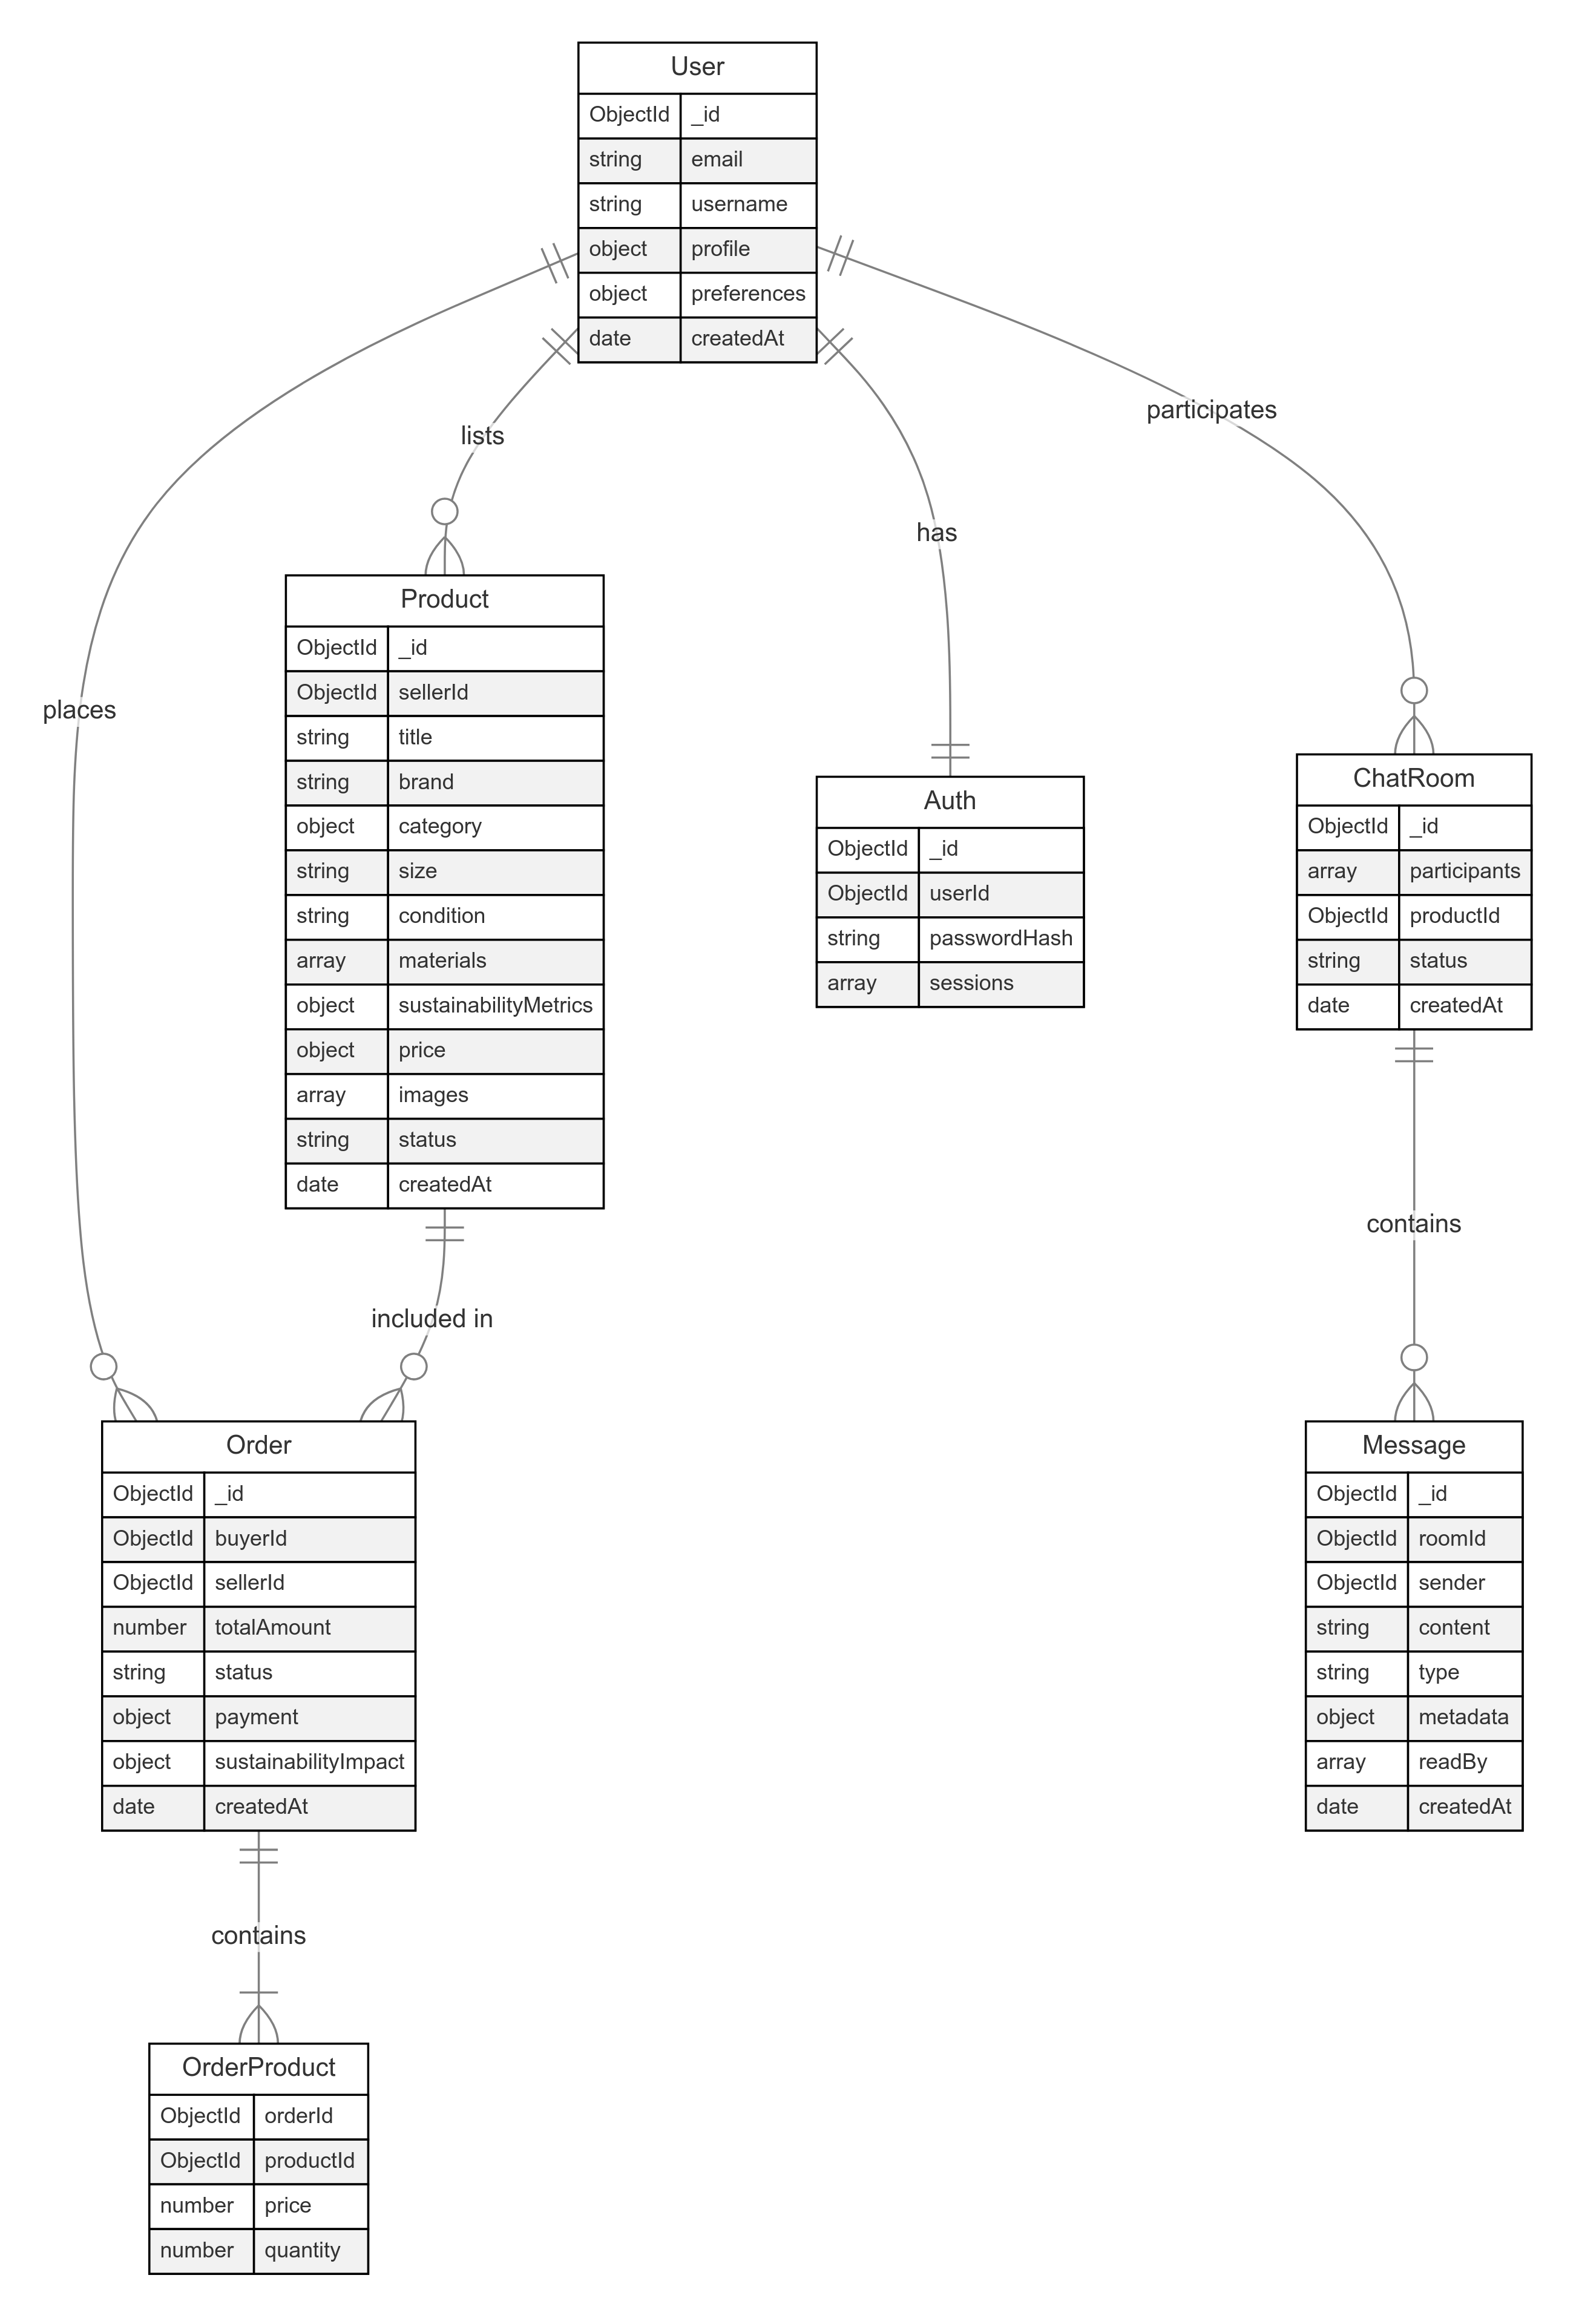 User
ObjectId _id
string email
string username
object profile
object preferences
date createdAt
participates
lists
has
places
Product
ObjectId _id
ObjectId sellerId
string title
string brand
object category
string size
string condition
array materials
object sustainabilityMetrics
object price
array images
string status
date createdAt
Auth
ObjectId _id
ObjectId userId
string passwordHash
array sessions
ChatRoom
ObjectId _id
array participants
ObjectId productId
string status
date createdAt
included in
contains
Order
ObjectId _id
ObjectId buyerId
ObjectId sellerId
number totalAmount
string status
object payment
object sustainabilityImpact
date createdAt
Message
ObjectId _id
ObjectId roomId
ObjectId sender
string content
string type
object metadata
array readBy
date createdAt
contains
OrderProduct
ObjectId orderId
ObjectId productId
number price
number quantity